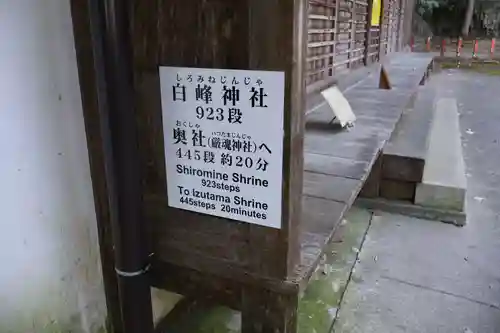 しろみねじんじゃ
白峰神社
923段
おくしゃ いつたまじんじゃ
奥社(厳魂神社)へ
445段 約20分
Shiromine Shrine
923steps
To Izutama Shrine
445steps 20minutes